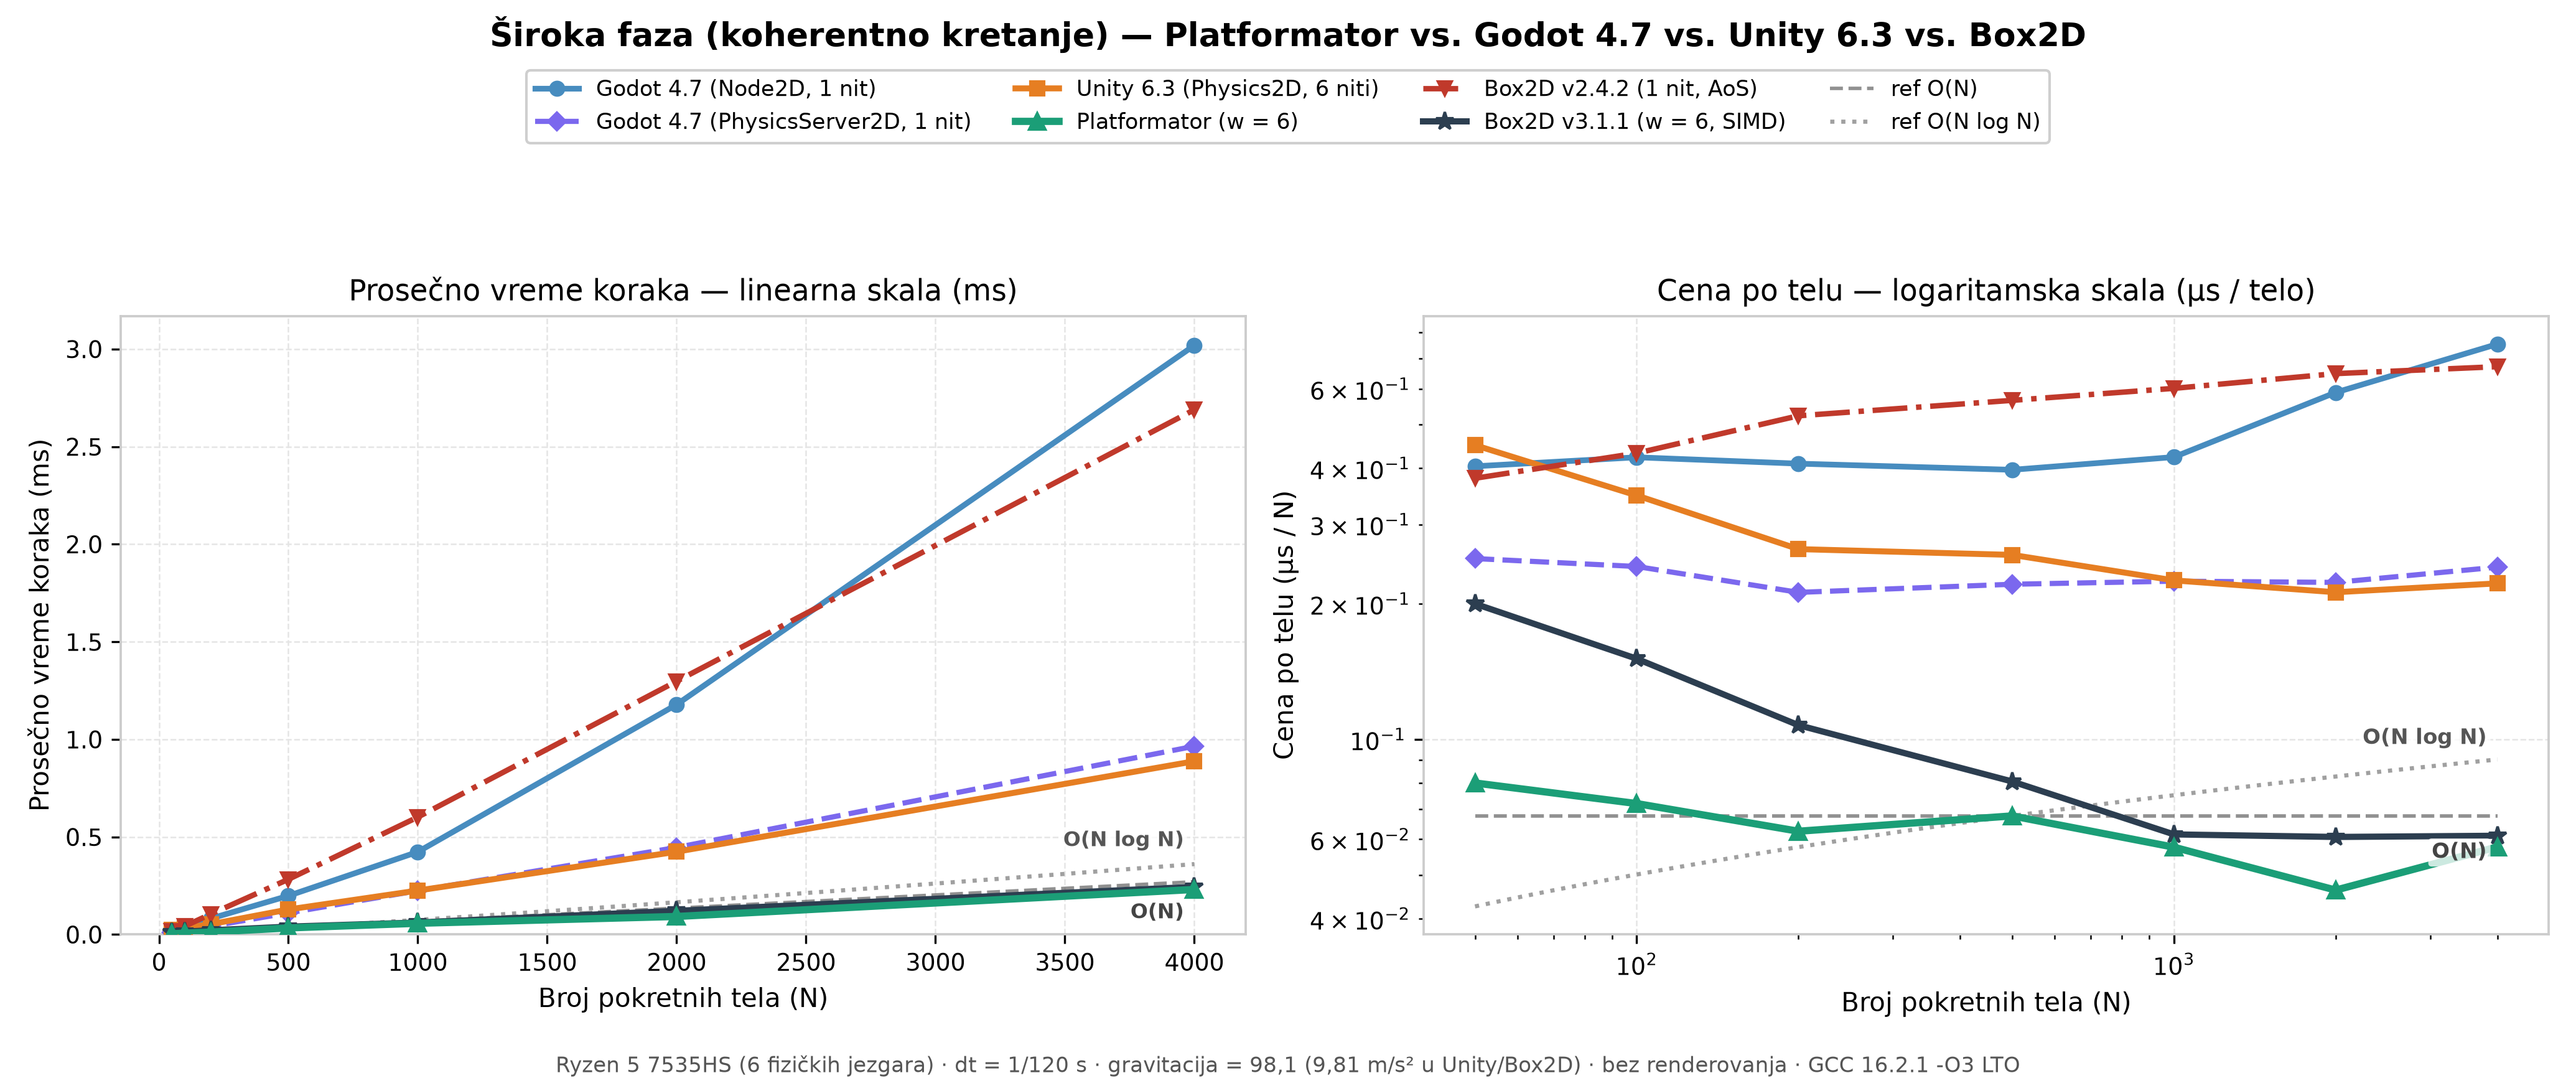 Široka faza (koherentno kretanje) — Platformator vs. Godot 4.7 vs. Unity 6.3 vs. Box2D
Godot 4.7 (Node2D, 1 nit)
Godot 4.7 (PhysicsServer2D, 1 nit)
Unity 6.3 (Physics2D, 6 niti)
Platformator (w = 6)
Box2D v2.4.2 (1 nit, AoS)
Box2D v3.1.1 (w = 6, SIMD)
ref O(N)
ref O(N log N)
Prosečno vreme koraka — linearna skala (ms)
Prosečno vreme koraka (ms)
3.0
2.5
2.0
1.5
1.0
0.5
0.0
O(N log N)
O(N)
0 500 1000 1500 2000 2500 3000 3500 4000
Broj pokretnih tela (N)
Cena po telu — logaritamska skala (µs / telo)
Cena po telu (µs / N)
6 × 10⁻¹
4 × 10⁻¹
3 × 10⁻¹
2 × 10⁻¹
10⁻¹
6 × 10⁻²
4 × 10⁻²
O(N log N)
O(N)
10² 10³
Broj pokretnih tela (N)
Ryzen 5 7535HS (6 fizičkih jezgara) · dt = 1/120 s · gravitacija = 98,1 (9,81 m/s² u Unity/Box2D) · bez renderovanja · GCC 16.2.1 -O3 LTO